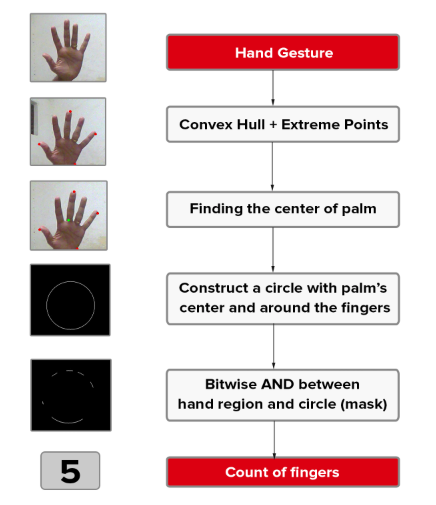 Hand Gesture
Convex Hull + Extreme Points
Finding the center of palm
Construct a circle with palm's
center and around the fingers
Bitwise AND between
hand region and circle (mask)
5
Count of fingers